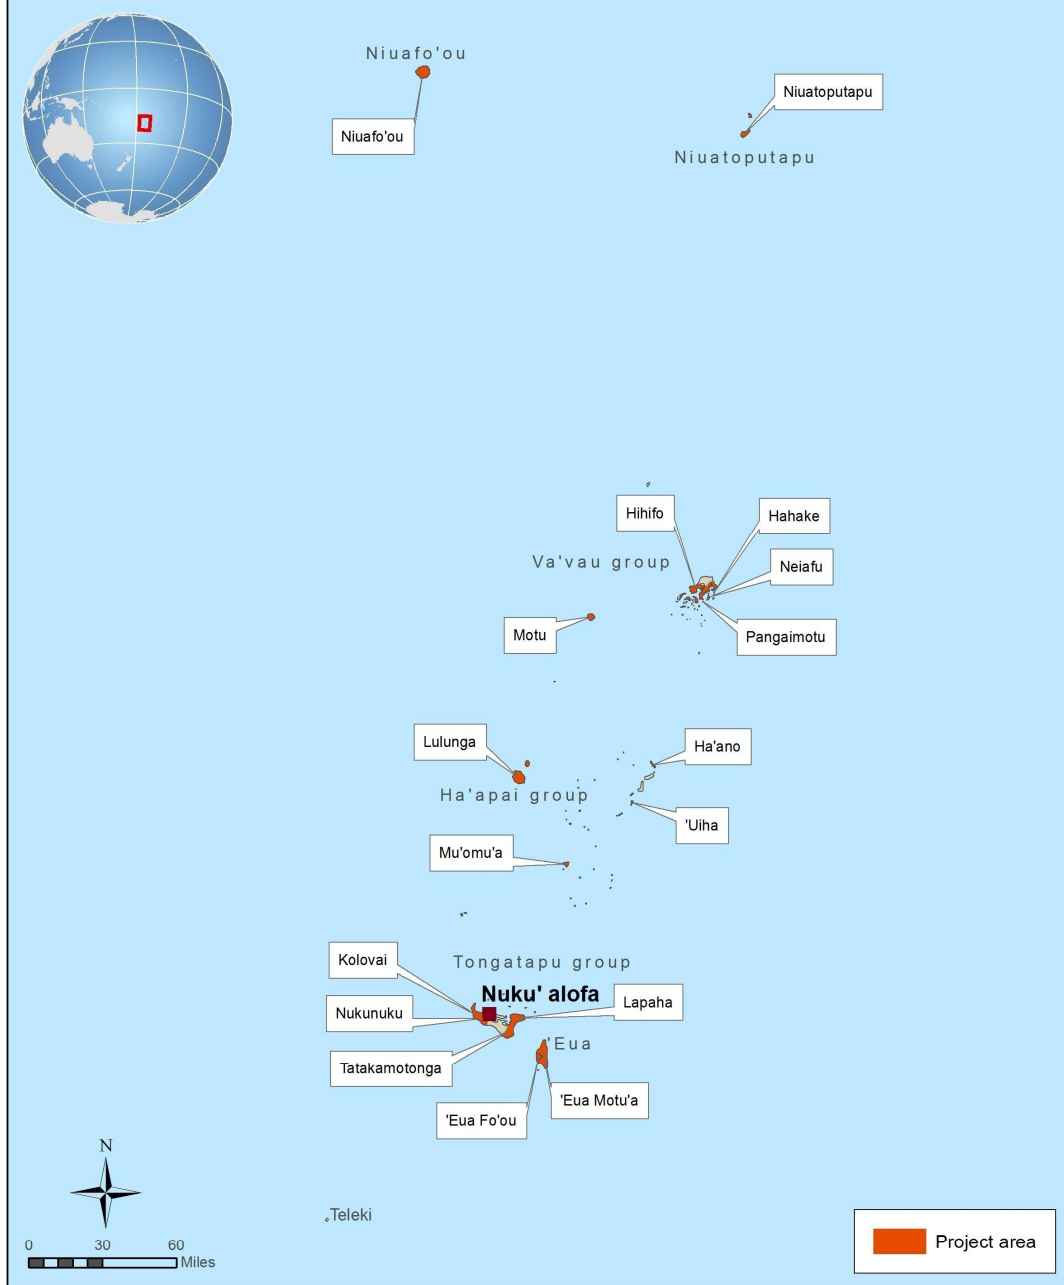 Niuafo'ou
Niuatoputapu
Niuafo'ou
Niuatoputapu
Hihifo
Hahake
Va'vau group
Neiafu
Motu
Pangaimotu
Lulunga
Ha'ano
Ha'apai group
'Uiha
Mu'omu'a
Kolovai
Tongatapu group
Nuku' alofa
Lapaha
Nukunuku
'Eua
Tatakamotonga
'Eua Motu'a
'Eua Fo'ou
N
Teleki
0 30 60
Miles
Project area